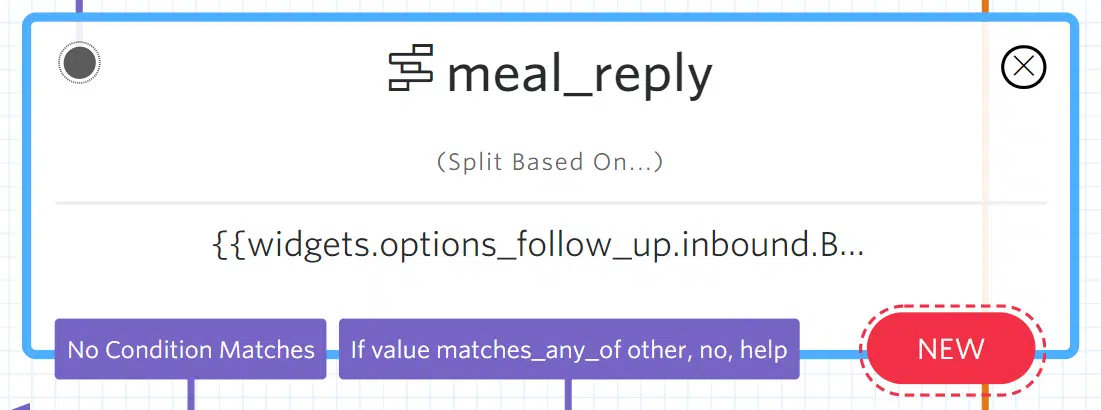 meal_reply
(Split Based On...)
{{widgets.options_follow_up.inbound.B...
No Condition Matches
If value matches_any_of other, no, help
NEW